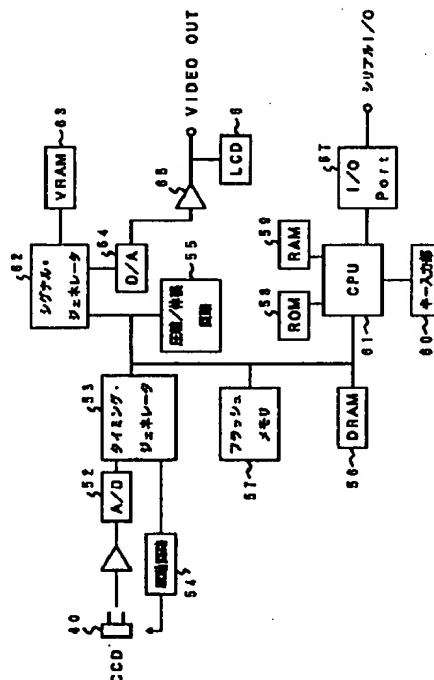 CCD
40
A/D
52
タイミング・
ジェネレータ
53
駆動回路
54
シグナル・
ジェネレータ
62
VRAM
63
D/A
64
65
VIDEO OUT
LCD
6
圧縮/伸張
回路
55
フラッシュ
メモリ
57
DRAM
56
ROM
58
RAM
59
CPU
61
キー入力部
60
I/O
Port
67
シリアルI/O